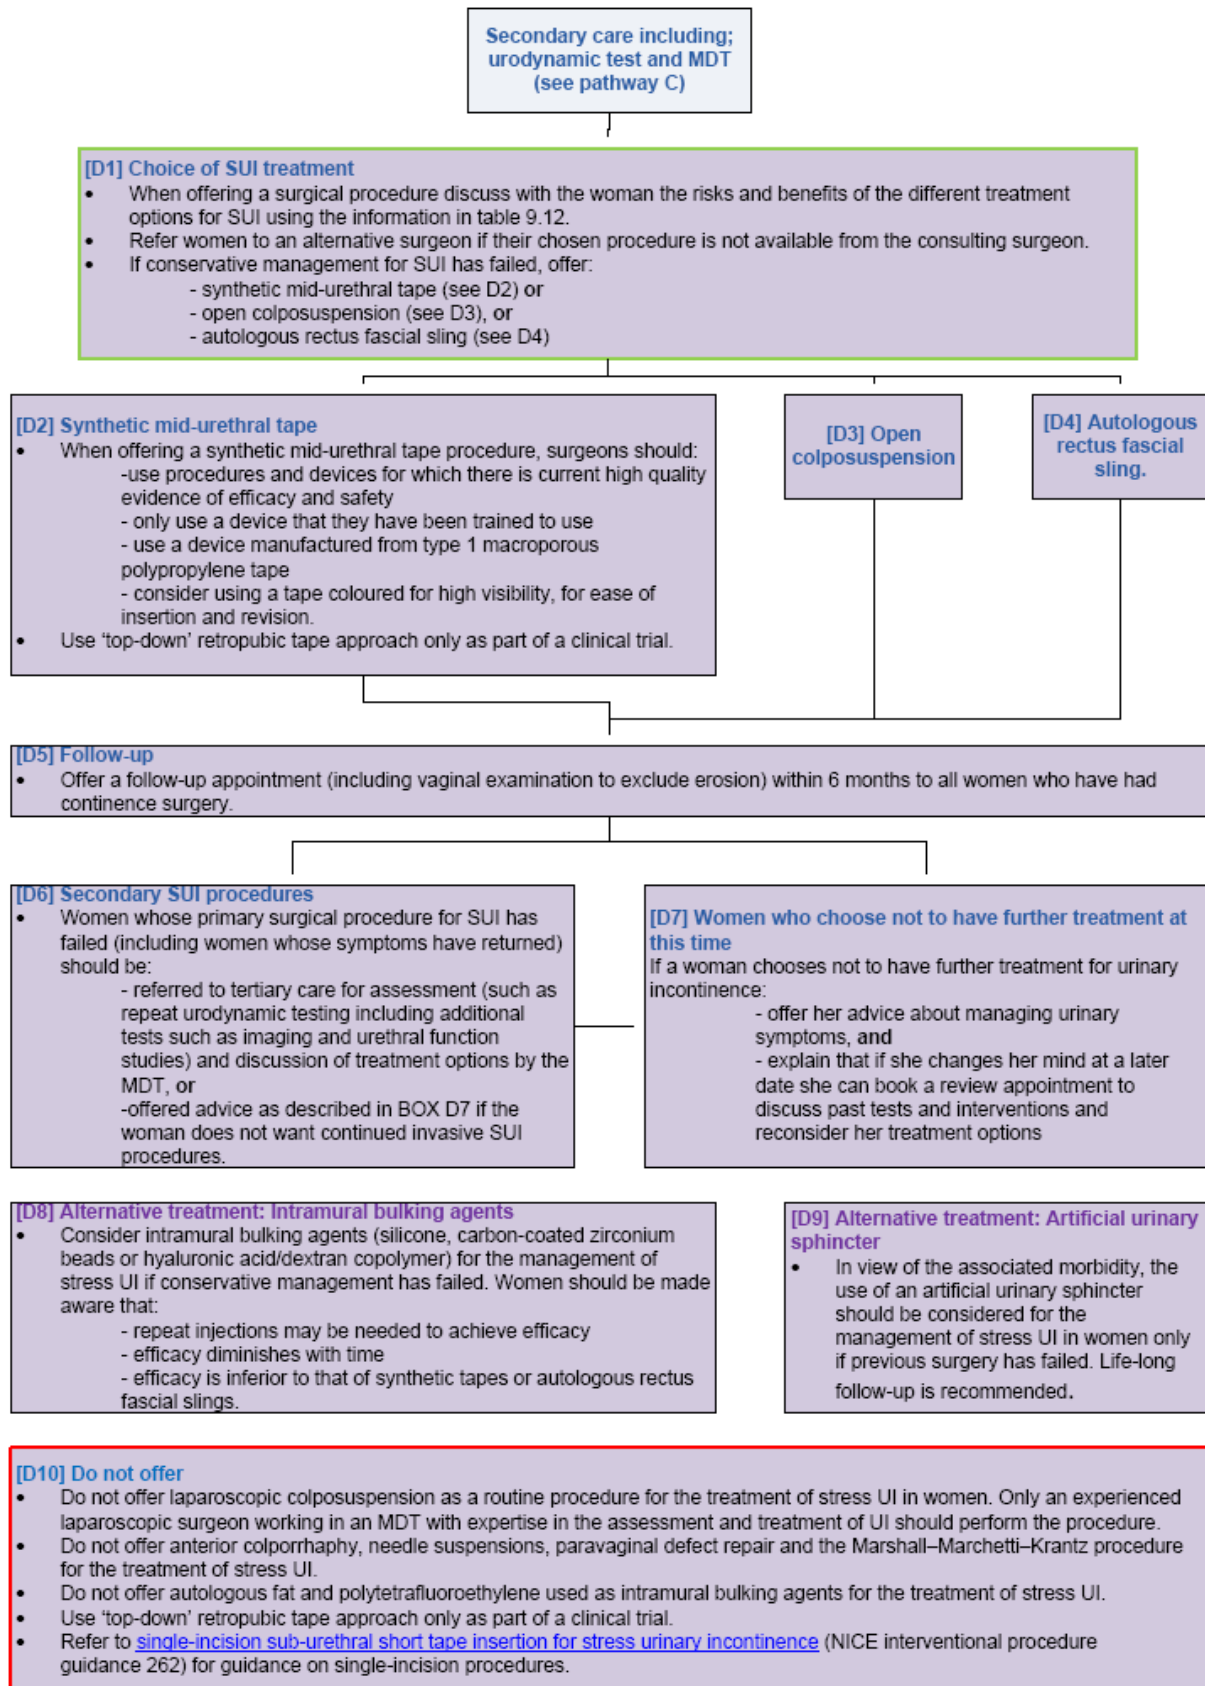 Secondary care including;
urodynamic test and MDT
(see pathway C)
[D1] Choice of SUI treatment
• When offering a surgical procedure discuss with the woman the risks and benefits of the different treatment
options for SUI using the information in table 9.12.
• Refer women to an alternative surgeon if their chosen procedure is not available from the consulting surgeon.
• If conservative management for SUI has failed, offer:
- synthetic mid-urethral tape (see D2) or
- open colposuspension (see D3), or
- autologous rectus fascial sling (see D4)
[D2] Synthetic mid-urethral tape
• When offering a synthetic mid-urethral tape procedure, surgeons should:
-use procedures and devices for which there is current high quality
evidence of efficacy and safety
- only use a device that they have been trained to use
- use a device manufactured from type 1 macroporous
polypropylene tape
- consider using a tape coloured for high visibility, for ease of
insertion and revision.
• Use ‘top-down’ retropubic tape approach only as part of a clinical trial.
[D3] Open
colposuspension
[D4] Autologous
rectus fascial
sling.
[D5] Follow-up
• Offer a follow-up appointment (including vaginal examination to exclude erosion) within 6 months to all women who have had
continence surgery.
[D6] Secondary SUI procedures
• Women whose primary surgical procedure for SUI has
failed (including women whose symptoms have returned)
should be:
- referred to tertiary care for assessment (such as
repeat urodynamic testing including additional
tests such as imaging and urethral function
studies) and discussion of treatment options by the
MDT, or
-offered advice as described in BOX D7 if the
woman does not want continued invasive SUI
procedures.
[D7] Women who choose not to have further treatment at
this time
If a woman chooses not to have further treatment for urinary
incontinence:
- offer her advice about managing urinary
symptoms, and
- explain that if she changes her mind at a later
date she can book a review appointment to
discuss past tests and interventions and
reconsider her treatment options
[D8] Alternative treatment: Intramural bulking agents
• Consider intramural bulking agents (silicone, carbon-coated zirconium
beads or hyaluronic acid/dextran copolymer) for the management of
stress UI if conservative management has failed. Women should be made
aware that:
- repeat injections may be needed to achieve efficacy
- efficacy diminishes with time
- efficacy is inferior to that of synthetic tapes or autologous rectus
fascial slings.
[D9] Alternative treatment: Artificial urinary
sphincter
• In view of the associated morbidity, the
use of an artificial urinary sphincter
should be considered for the
management of stress UI in women only
if previous surgery has failed. Life-long
follow-up is recommended.
[D10] Do not offer
• Do not offer laparoscopic colposuspension as a routine procedure for the treatment of stress UI in women. Only an experienced
laparoscopic surgeon working in an MDT with expertise in the assessment and treatment of UI should perform the procedure.
• Do not offer anterior colporrhaphy, needle suspensions, paravaginal defect repair and the Marshall–Marchetti–Krantz procedure
for the treatment of stress UI.
• Do not offer autologous fat and polytetrafluoroethylene used as intramural bulking agents for the treatment of stress UI.
• Use ‘top-down’ retropubic tape approach only as part of a clinical trial.
• Refer to single-incision sub-urethral short tape insertion for stress urinary incontinence (NICE interventional procedure
guidance 262) for guidance on single-incision procedures.